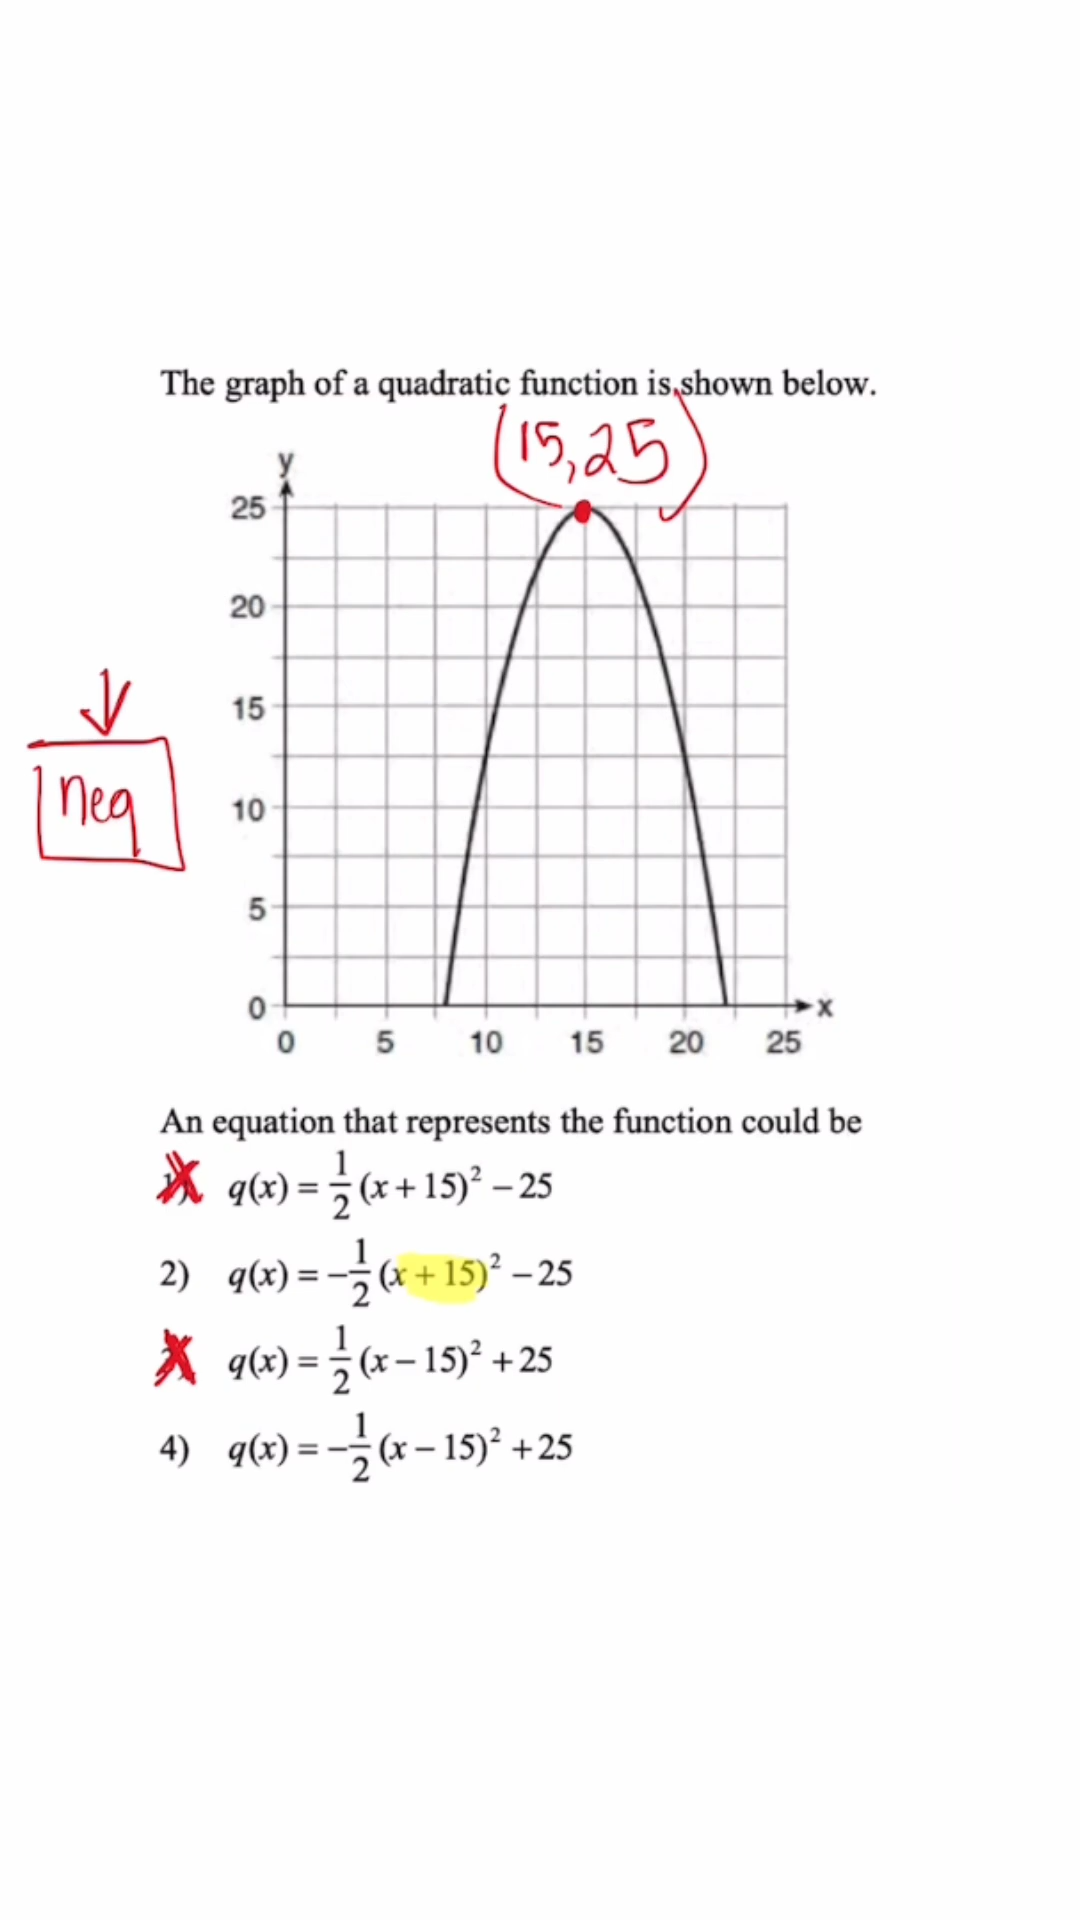 The graph of a quadratic function is shown below.
(15,25)
y
25
20
15
neg
10
5
0
x
0 5 10 15 20 25
An equation that represents the function could be
q(x) = 1/2 (x + 15)² – 25
2) q(x) = –1/2 (x + 15)² – 25
q(x) = 1/2 (x – 15)² + 25
4) q(x) = –1/2 (x – 15)² + 25